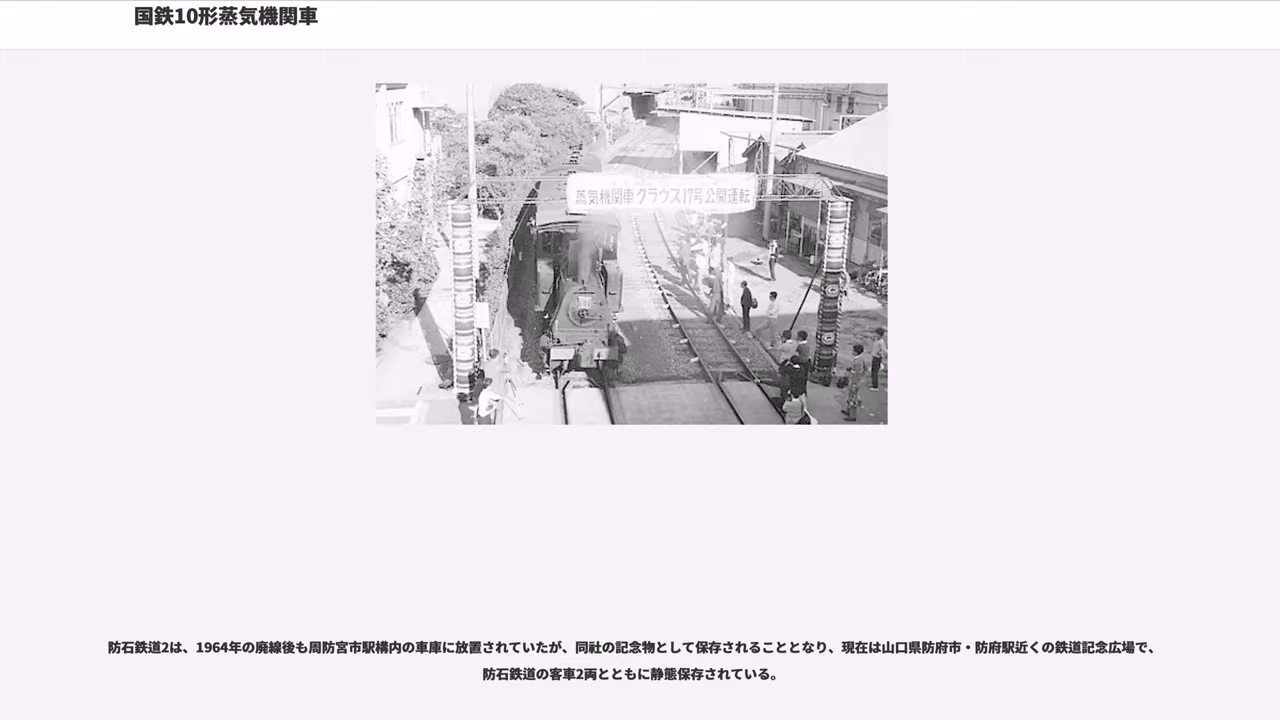 国鉄10形蒸気機関車
蒸気機関車クラウス17号公開運転
防石鉄道2は、1964年の廃線後も周防宮市駅構内の車庫に放置されていたが、同社の記念物として保存されることとなり、現在は山口県防府市・防府駅近くの鉄道記念広場で、
防石鉄道の客車2両とともに静態保存されている。